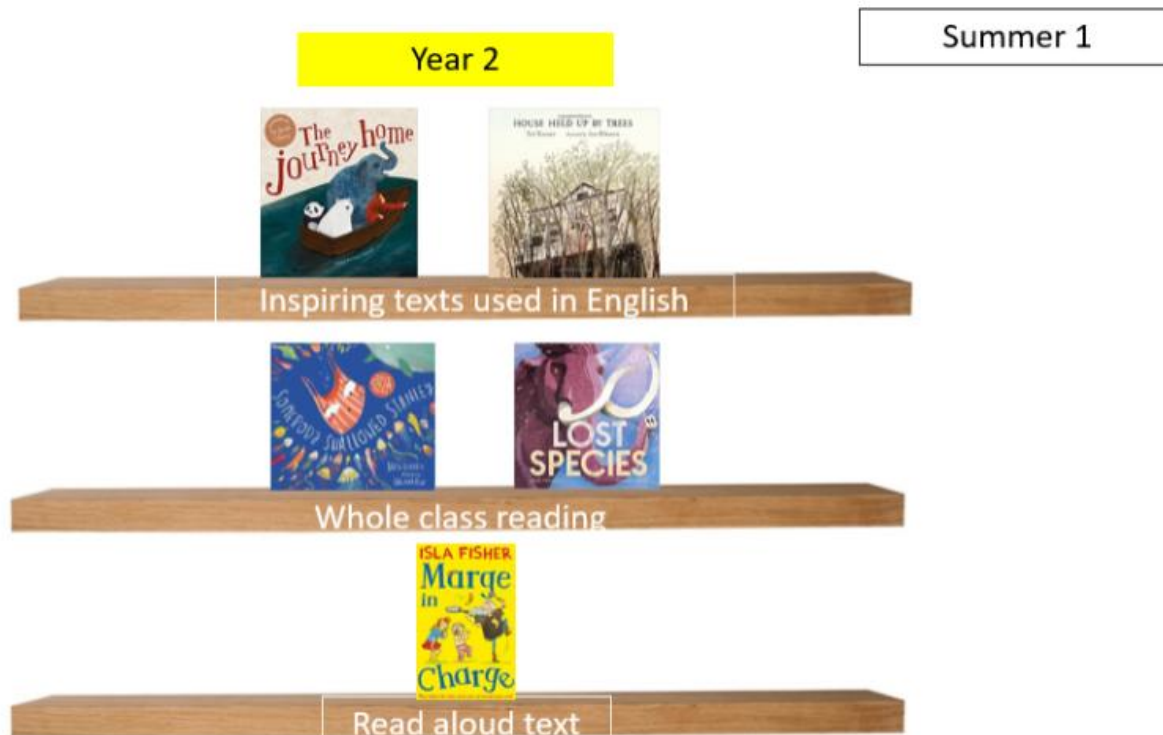 Summer 1
Year 2
The
journey home
HOUSE HELD UP BY TREES
Inspiring texts used in English
SOMEBODY SWALLOWED STANLEY
LOST
SPECIES
Whole class reading
ISLA FISHER
Marge
in
Charge
Read aloud text